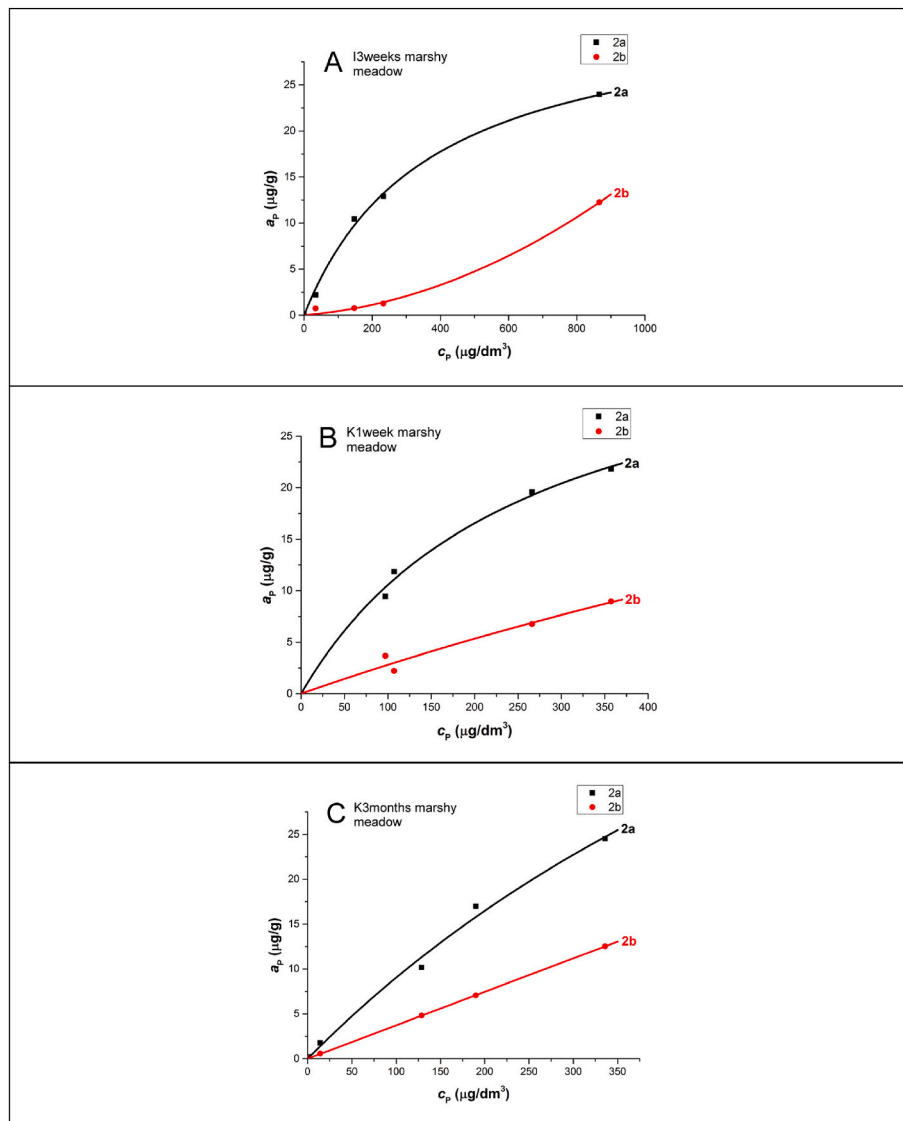 A
I3weeks marshy
meadow
2a
2b
25
20
15
10
5
0
a_P (µg/g)
2a
2b
0
200
400
600
800
1000
c_P (µg/dm³)
B
K1week marshy
meadow
2a
2b
25
20
15
10
5
0
a_P (µg/g)
2a
2b
0
50
100
150
200
250
300
350
400
c_P (µg/dm³)
C
K3months marshy
meadow
2a
2b
25
20
15
10
5
0
a_P (µg/g)
2a
2b
0
50
100
150
200
250
300
350
c_P (µg/dm³)